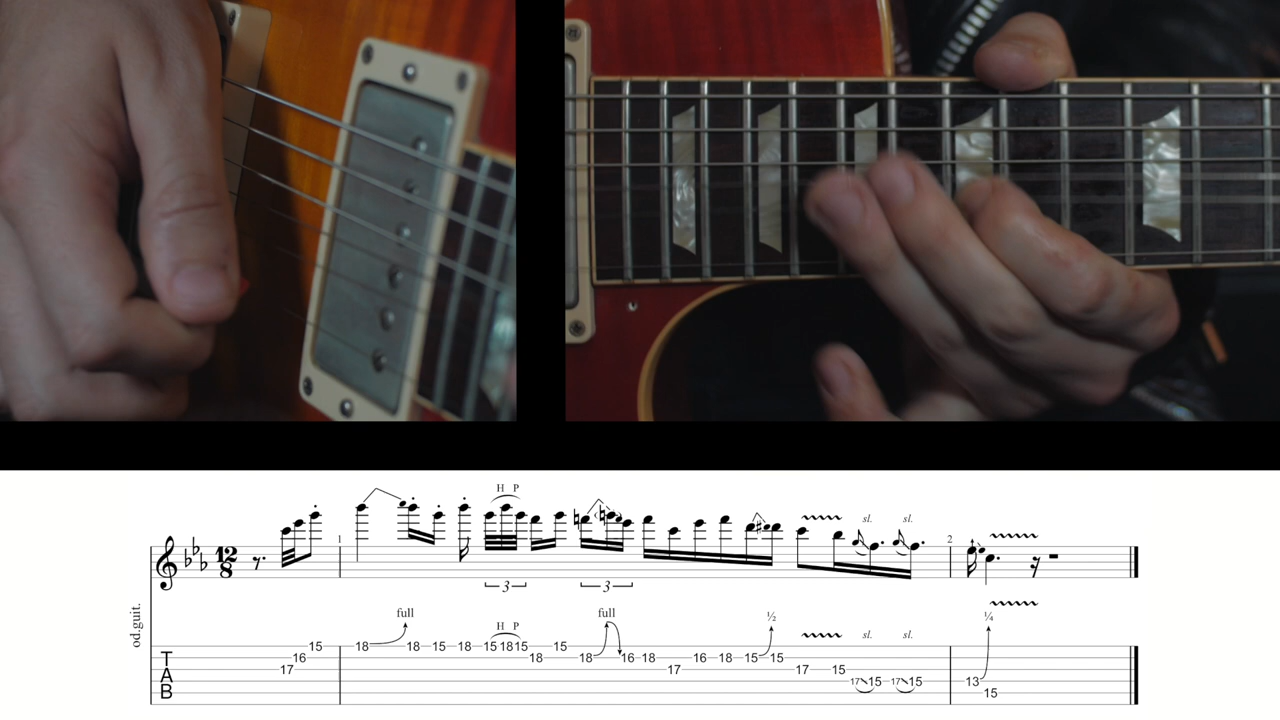 H P sl. sl.
12
8
1 2
3 3
od.guit.
full full ½ ¼
H P sl. sl.
15 18 18 15 18 15 18 15 15
T 16 18 18 16 18 16 18 15 15
17 17 17 15
A 17 15 17 15 13
B 15